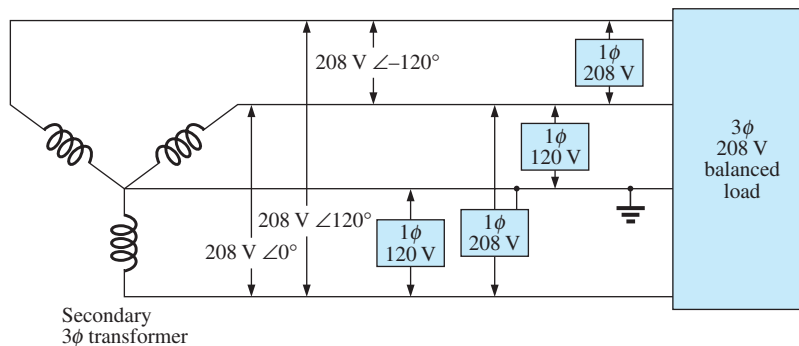 208 V ∠–120°
1ϕ
208 V
1ϕ
120 V
3ϕ
208 V
balanced
load
208 V ∠120°
208 V ∠0°
1ϕ
120 V
1ϕ
208 V
Secondary
3ϕ transformer